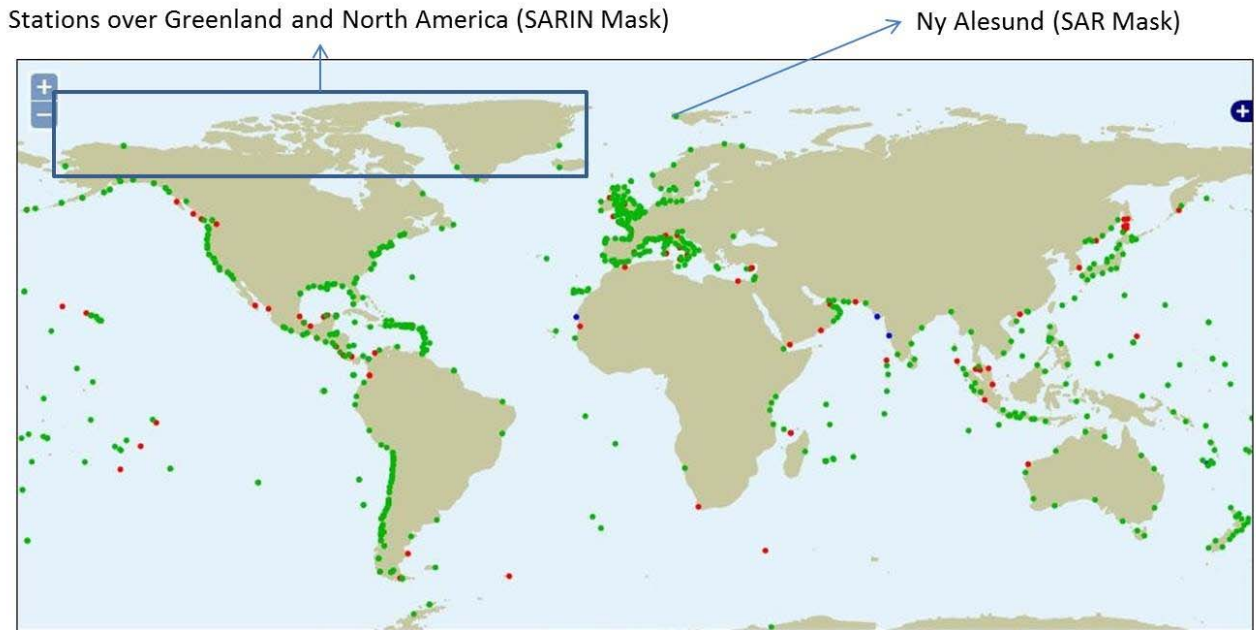 Stations over Greenland and North America (SARIN Mask)
Ny Alesund (SAR Mask)
+
−
+